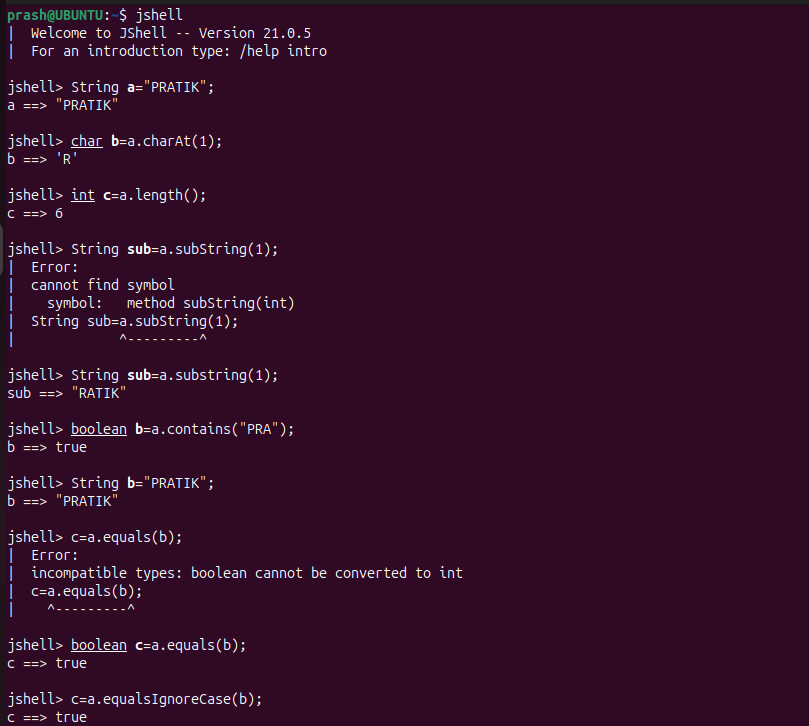 prash@UBUNTU:~$ jshell
|  Welcome to JShell -- Version 21.0.5
|  For an introduction type: /help intro
jshell> String a="PRATIK";
a ==> "PRATIK"
jshell> char b=a.charAt(1);
b ==> 'R'
jshell> int c=a.length();
c ==> 6
jshell> String sub=a.subString(1);
|  Error:
|  cannot find symbol
|    symbol:   method subString(int)
|  String sub=a.subString(1);
|             ^---------^
jshell> String sub=a.substring(1);
sub ==> "RATIK"
jshell> boolean b=a.contains("PRA");
b ==> true
jshell> String b="PRATIK";
b ==> "PRATIK"
jshell> c=a.equals(b);
|  Error:
|  incompatible types: boolean cannot be converted to int
|  c=a.equals(b);
|    ^---------^
jshell> boolean c=a.equals(b);
c ==> true
jshell> c=a.equalsIgnoreCase(b);
c ==> true